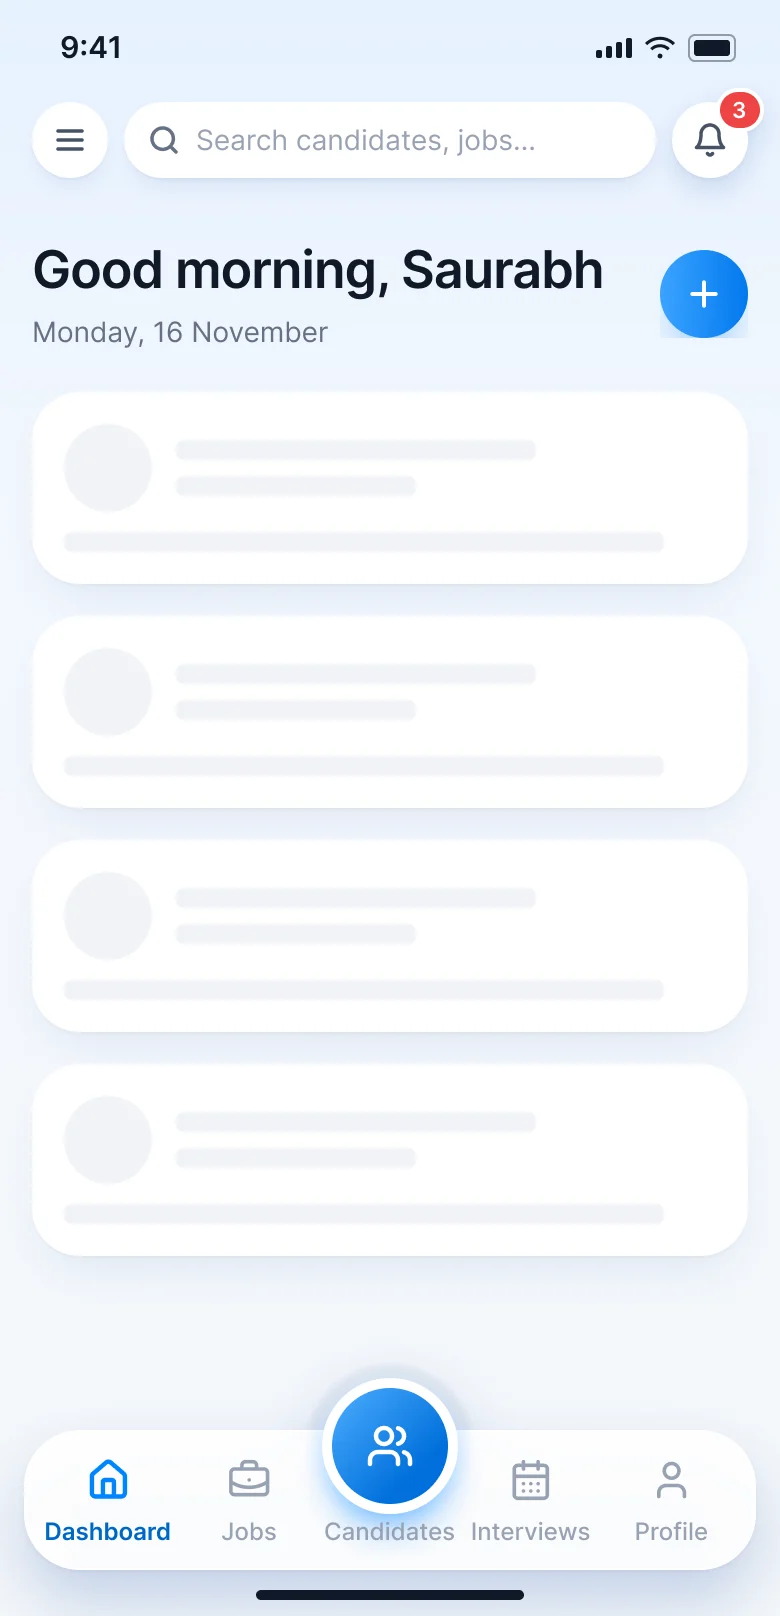 9:41
Search candidates, jobs...
3
Good morning, Saurabh
Monday, 16 November
Dashboard
Jobs
Candidates
Interviews
Profile